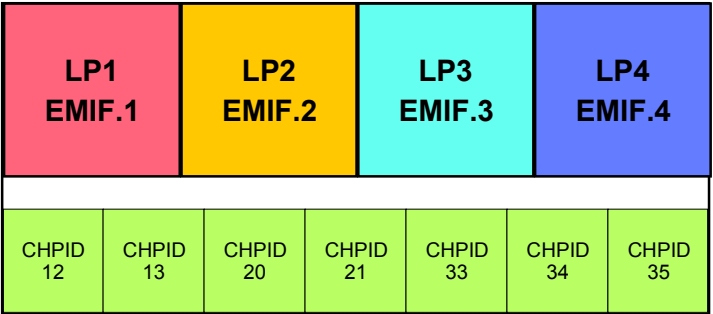 LP1
EMIF.1
LP2
EMIF.2
LP3
EMIF.3
LP4
EMIF.4
CHPID
12
CHPID
13
CHPID
20
CHPID
21
CHPID
33
CHPID
34
CHPID
35